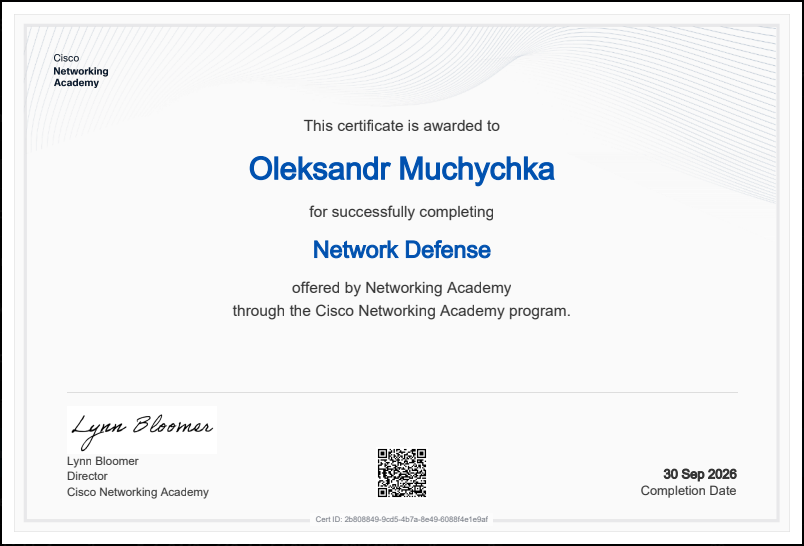 Cisco
Networking
Academy
This certificate is awarded to
Oleksandr Muchychka
for successfully completing
Network Defense
offered by Networking Academy
through the Cisco Networking Academy program.
Lynn Bloomer
Lynn Bloomer
Director
Cisco Networking Academy
30 Sep 2026
Completion Date
Cert ID: 2b808849-9cd5-4b7a-8e49-6088f4e1e9af